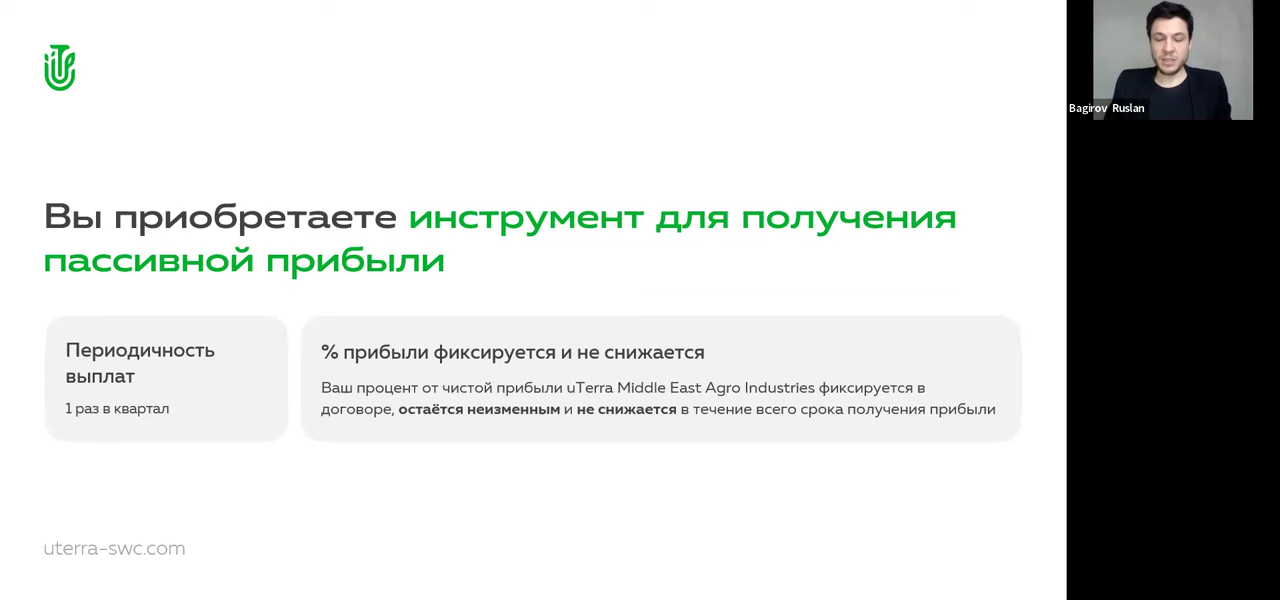 Вы приобретаете инструмент для получения
пассивной прибыли
Периодичность
выплат
1 раз в квартал
% прибыли фиксируется и не снижается
Ваш процент от чистой прибыли uTerra Middle East Agro Industries фиксируется в
договоре, остаётся неизменным и не снижается в течение всего срока получения прибыли
uterra-swc.com
Bagirov Ruslan